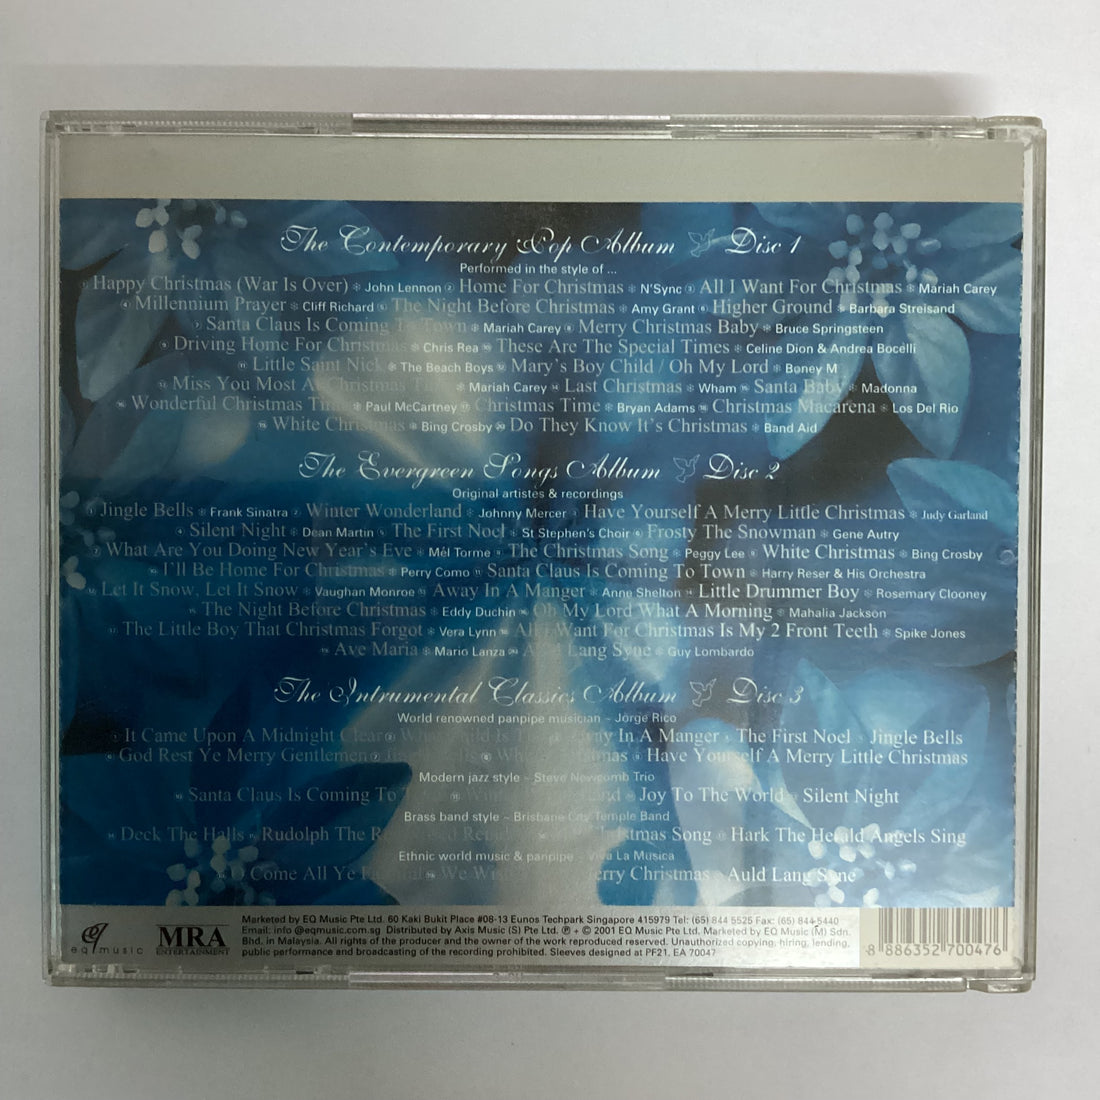 The Contemporary Pop Album Disc 1
Performed in the style of ...
Happy Christmas (War Is Over) * John Lennon Home For Christmas * N'Sync All I Want For Christmas * Mariah Carey
Millennium Prayer * Cliff Richard The Night Before Christmas * Amy Grant Higher Ground * Barbara Streisand
Santa Claus Is Coming To Town * Mariah Carey Merry Christmas Baby * Bruce Springsteen
Driving Home For Christmas * Chris Rea These Are The Special Times * Celine Dion & Andrea Bocelli
Little Saint Nick * The Beach Boys Mary's Boy Child / Oh My Lord * Boney M
Miss You Most At Christmas Time * Mariah Carey Last Christmas * Wham Santa Baby * Madonna
Wonderful Christmas Time * Paul McCartney Christmas Time * Bryan Adams Christmas Macarena * Los Del Rio
White Christmas * Bing Crosby Do They Know It's Christmas * Band Aid
The Evergreen Songs Album Disc 2
Original artistes & recordings
Jingle Bells * Frank Sinatra Winter Wonderland * Johnny Mercer Have Yourself A Merry Little Christmas * Judy Garland
Silent Night * Dean Martin The First Noel * St Stephen's Choir Frosty The Snowman * Gene Autry
What Are You Doing New Year's Eve * Mél Torme The Christmas Song * Peggy Lee White Christmas * Bing Crosby
I'll Be Home For Christmas * Perry Como Santa Claus Is Coming To Town * Harry Reser & His Orchestra
Let It Snow, Let It Snow * Vaughan Monroe Away In A Manger * Anne Shelton Little Drummer Boy * Rosemary Clooney
The Night Before Christmas * Eddy Duchin Oh My Lord What A Morning * Mahalia Jackson
The Little Boy That Christmas Forgot * Vera Lynn All I Want For Christmas Is My 2 Front Teeth * Spike Jones
Ave Maria * Mario Lanza Lang Syne * Guy Lombardo
The Intrumental Classics Album Disc 3
World renowned panpipe musician ~ Jorge Rico
It Came Upon A Midnight Clear What Child Is Away In A Manger The First Noel Jingle Bells
God Rest Ye Merry Gentlemen Have Yourself A Merry Little Christmas
Modern jazz style ~ Steve Newcomb Trio
Santa Claus Is Coming To Joy To The World Silent Night
Brass band style ~ Brisbane City Temple Band
Deck The Halls Rudolph The Song Hark The Herald Angels Sing
Ethnic world music & panpipe ~ Viva La Musica
O Come All Ye We Merry Christmas Auld Lang Syne
eq music
MRA
ENTERTAINMENT
Marketed by EQ Music Pte Ltd. 60 Kaki Bukit Place #08-13 Eunos Techpark Singapore 415979 Tel: (65) 844 5525 Fax: (65) 844 5440
Email: info @eqmusic.com.sg Distributed by Axis Music (S) Pte Ltd. ℗ + © 2001 EQ Music Pte Ltd. Marketed by EQ Music (M) Sdn.
Bhd. in Malaysia. All rights of the producer and the owner of the work reproduced reserved. Unauthorized copying, hiring, lending,
public performance and broadcasting of the recording prohibited. Sleeves designed at PF21. EA 70047
8 886352 700476